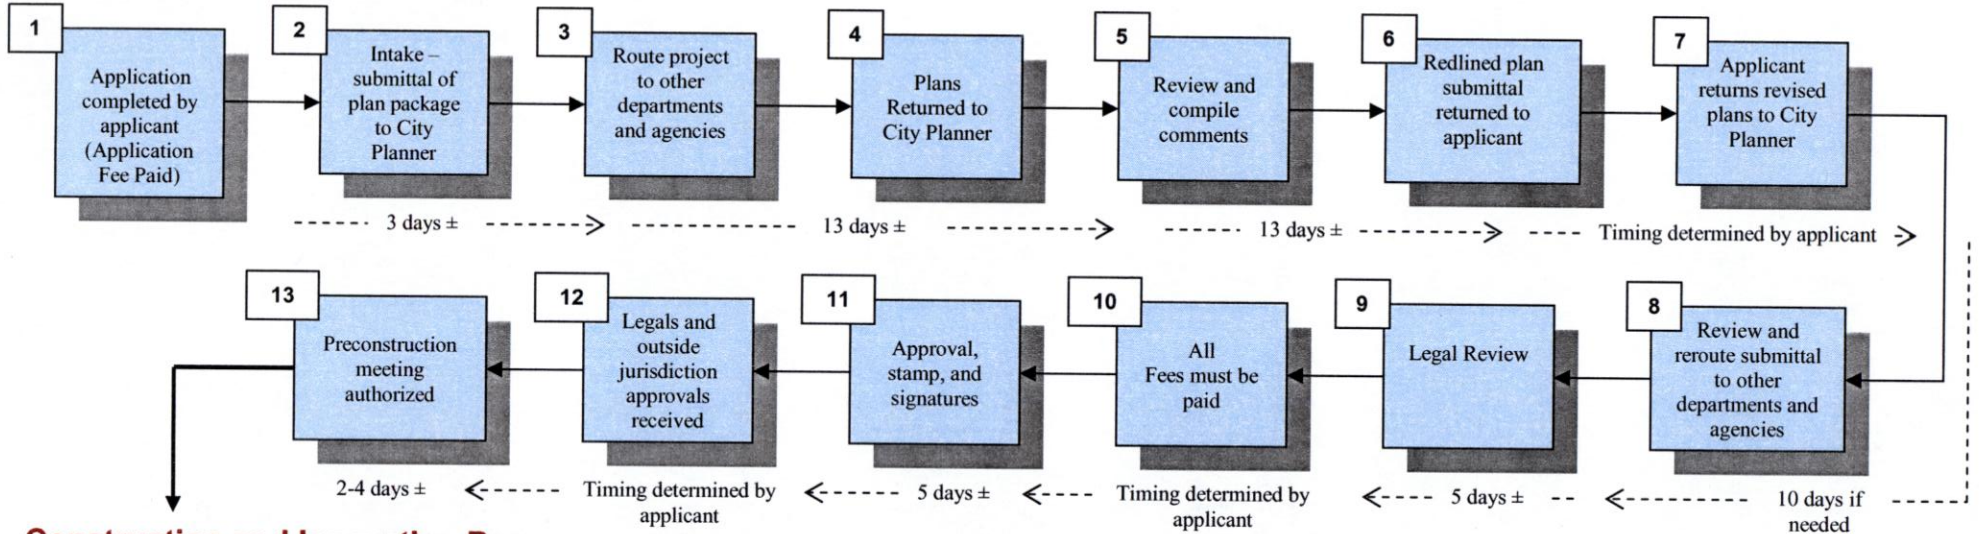 1
Application
completed by
applicant
(Application
Fee Paid)
2
Intake –
submittal of
plan package
to City
Planner
3
Route project
to other
departments
and agencies
4
Plans
Returned to
City Planner
5
Review and
compile
comments
6
Redlined plan
submittal
returned to
applicant
7
Applicant
returns revised
plans to City
Planner
3 days ±
13 days ±
13 days ±
Timing determined by applicant
8
Review and
reroute submittal
to other
departments and
agencies
9
Legal Review
10
All
Fees must be
paid
11
Approval,
stamp, and
signatures
12
Legals and
outside
jurisdiction
approvals
received
13
Preconstruction
meeting
authorized
10 days if
needed
5 days ±
Timing determined by
applicant
5 days ±
Timing determined by
applicant
2-4 days ±